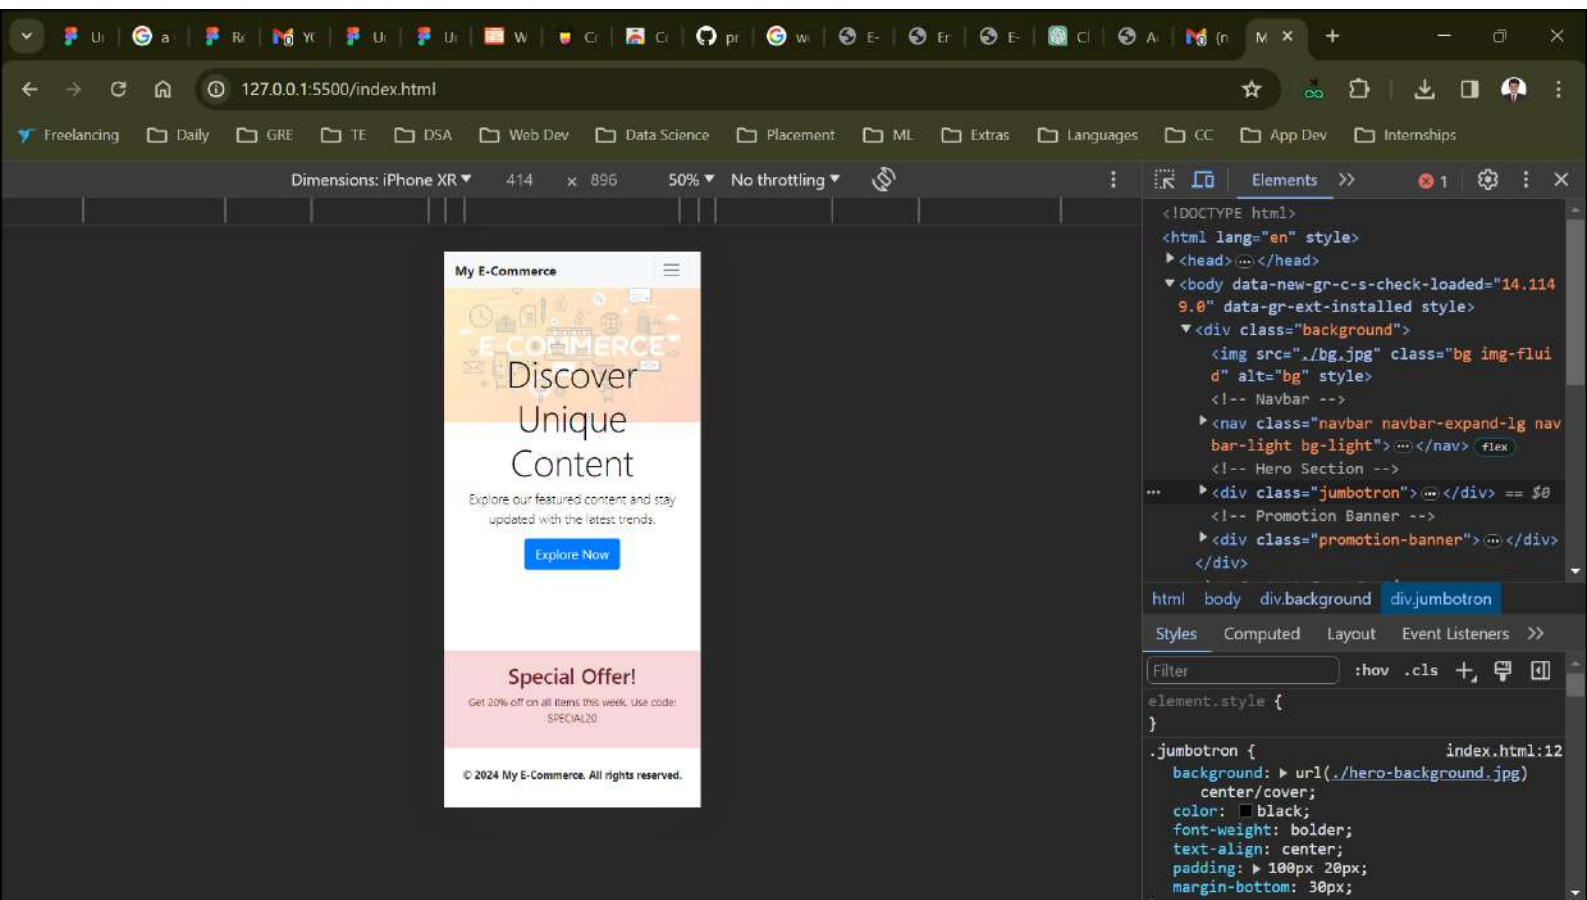 U
a
R
Y
U
U
W
C
C
pr
w
E-
Er
E-
Cl
A
(n
M
127.0.0.1:5500/index.html
Freelancing Daily GRE TE DSA Web Dev Data Science Placement ML Extras Languages CC App Dev Internships
Dimensions: iPhone XR 414 × 896 50% No throttling
Elements 1
My E-Commerce
E-COMMERCE
Discover
Unique
Content
Explore our featured content and stay
updated with the latest trends.
Explore Now
Special Offer!
Get 20% off on all items this week. Use code:
SPECIAL20
© 2024 My E-Commerce. All rights reserved.
<!DOCTYPE html>
<html lang="en" style>
<head>…</head>
<body data-new-gr-c-s-check-loaded="14.114
9.0" data-gr-ext-installed style>
<div class="background">
<img src="./bg.jpg" class="bg img-flui
d" alt="bg" style>
<!-- Navbar -->
<nav class="navbar navbar-expand-lg nav
bar-light bg-light">…</nav> flex
<!-- Hero Section -->
… <div class="jumbotron">…</div> == $0
<!-- Promotion Banner -->
<div class="promotion-banner">…</div>
</div>
html body div.background div.jumbotron
Styles Computed Layout Event Listeners
Filter :hov .cls
element.style {
}
.jumbotron { index.html:12
background: url(./hero-background.jpg)
center/cover;
color: black;
font-weight: bolder;
text-align: center;
padding: 100px 20px;
margin-bottom: 30px;